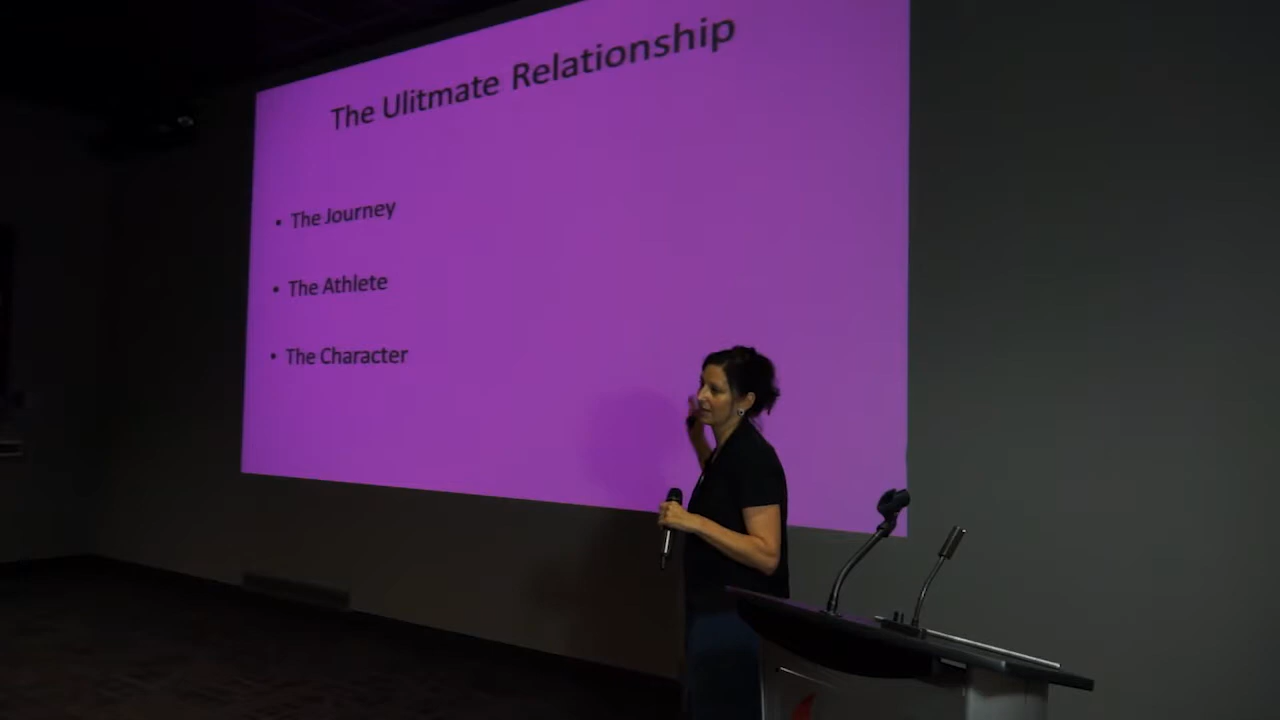 The Ulitmate Relationship
• The Journey
• The Athlete
• The Character